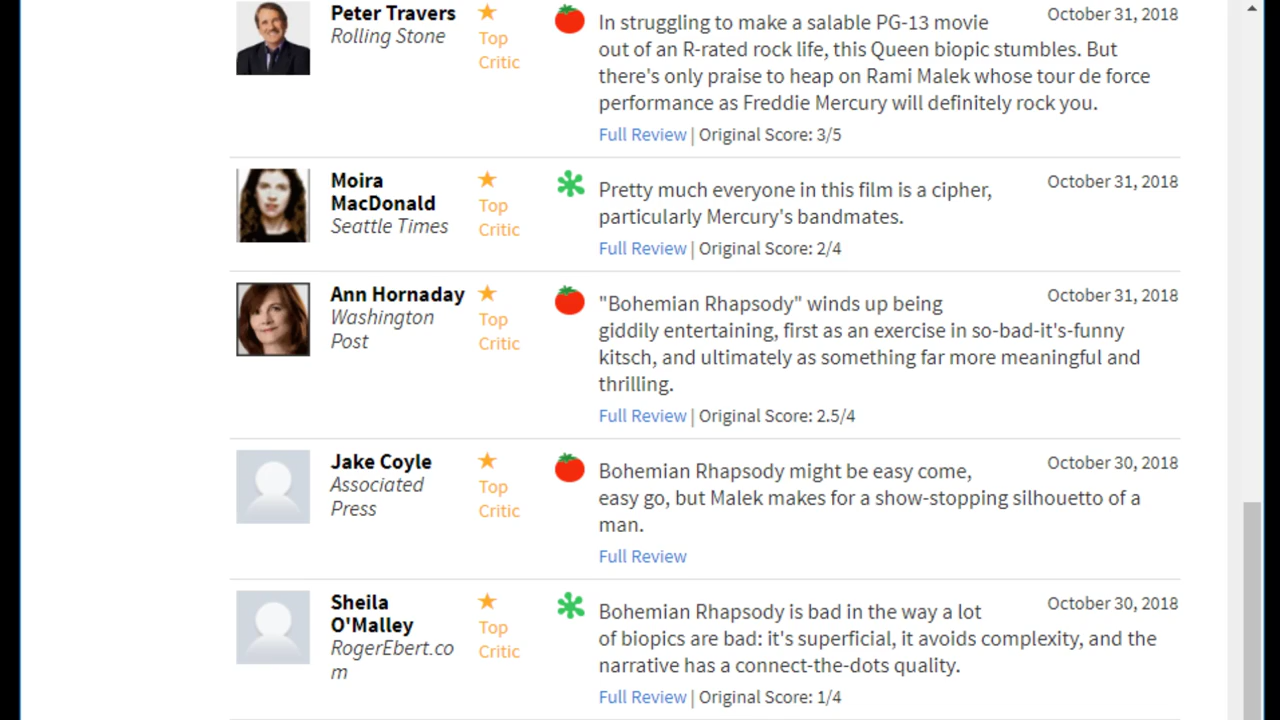 Peter Travers
Rolling Stone
Top
Critic
In struggling to make a salable PG-13 movie
out of an R-rated rock life, this Queen biopic stumbles. But
there's only praise to heap on Rami Malek whose tour de force
performance as Freddie Mercury will definitely rock you.
Full Review | Original Score: 3/5
October 31, 2018
Moira
MacDonald
Seattle Times
Top
Critic
Pretty much everyone in this film is a cipher,
particularly Mercury's bandmates.
Full Review | Original Score: 2/4
October 31, 2018
Ann Hornaday
Washington
Post
Top
Critic
"Bohemian Rhapsody" winds up being
giddily entertaining, first as an exercise in so-bad-it's-funny
kitsch, and ultimately as something far more meaningful and
thrilling.
Full Review | Original Score: 2.5/4
October 31, 2018
Jake Coyle
Associated
Press
Top
Critic
Bohemian Rhapsody might be easy come,
easy go, but Malek makes for a show-stopping silhouetto of a
man.
Full Review
October 30, 2018
Sheila
O'Malley
RogerEbert.co
m
Top
Critic
Bohemian Rhapsody is bad in the way a lot
of biopics are bad: it's superficial, it avoids complexity, and the
narrative has a connect-the-dots quality.
Full Review | Original Score: 1/4
October 30, 2018